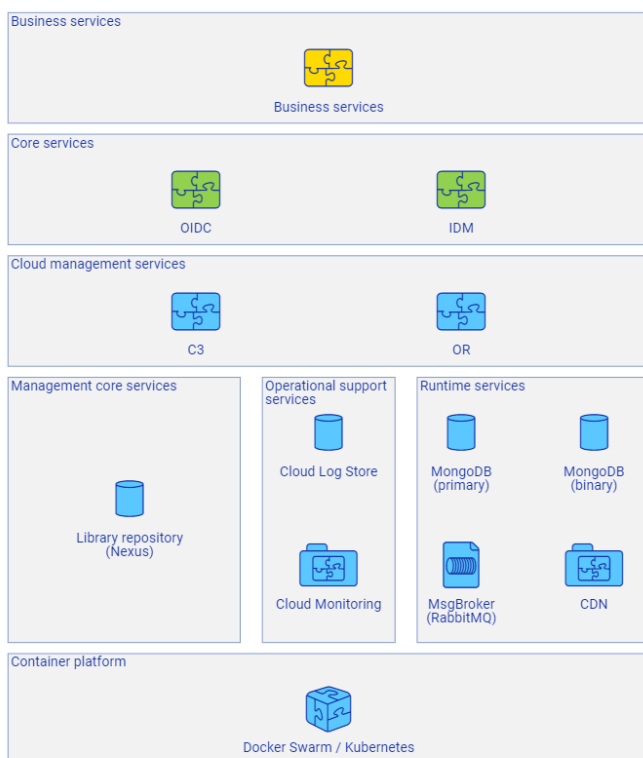 Business services
Business services
Core services
OIDC
IDM
Cloud management services
C3
OR
Management core services
Library repository
(Nexus)
Operational support
services
Cloud Log Store
Cloud Monitoring
Runtime services
MongoDB
(primary)
MongoDB
(binary)
MsgBroker
(RabbitMQ)
CDN
Container platform
Docker Swarm / Kubernetes